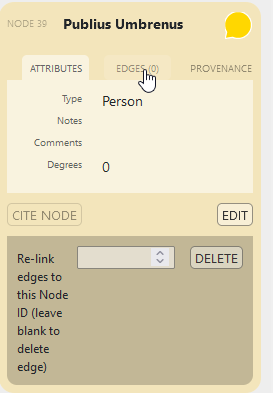 NODE 39 Publius Umbrenus
ATTRIBUTES EDGES (0) PROVENANCE
Type Person
Notes
Comments
Degrees 0
CITE NODE EDIT
Re-link DELETE
edges to
this Node
ID (leave
blank to
delete
edge)